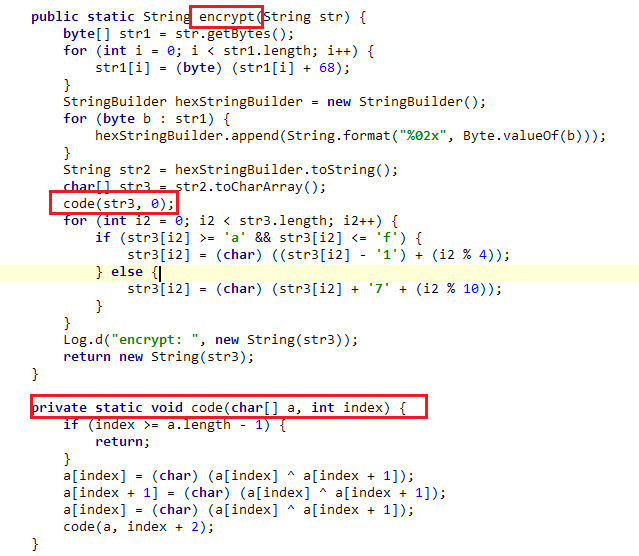 public static String encrypt(String str) {
byte[] str1 = str.getBytes();
for (int i = 0; i < str1.length; i++) {
str1[i] = (byte) (str1[i] + 68);
}
StringBuilder hexStringBuilder = new StringBuilder();
for (byte b : str1) {
hexStringBuilder.append(String.format("%02x", Byte.valueOf(b)));
}
String str2 = hexStringBuilder.toString();
char[] str3 = str2.toCharArray();
code(str3, 0);
for (int i2 = 0; i2 < str3.length; i2++) {
if (str3[i2] >= 'a' && str3[i2] <= 'f') {
str3[i2] = (char) ((str3[i2] - '1') + (i2 % 4));
} else {
str3[i2] = (char) (str3[i2] + '7' + (i2 % 10));
}
}
Log.d("encrypt: ", new String(str3));
return new String(str3);
}
private static void code(char[] a, int index) {
if (index >= a.length - 1) {
return;
}
a[index] = (char) (a[index] ^ a[index + 1]);
a[index + 1] = (char) (a[index] ^ a[index + 1]);
a[index] = (char) (a[index] ^ a[index + 1]);
code(a, index + 2);
}